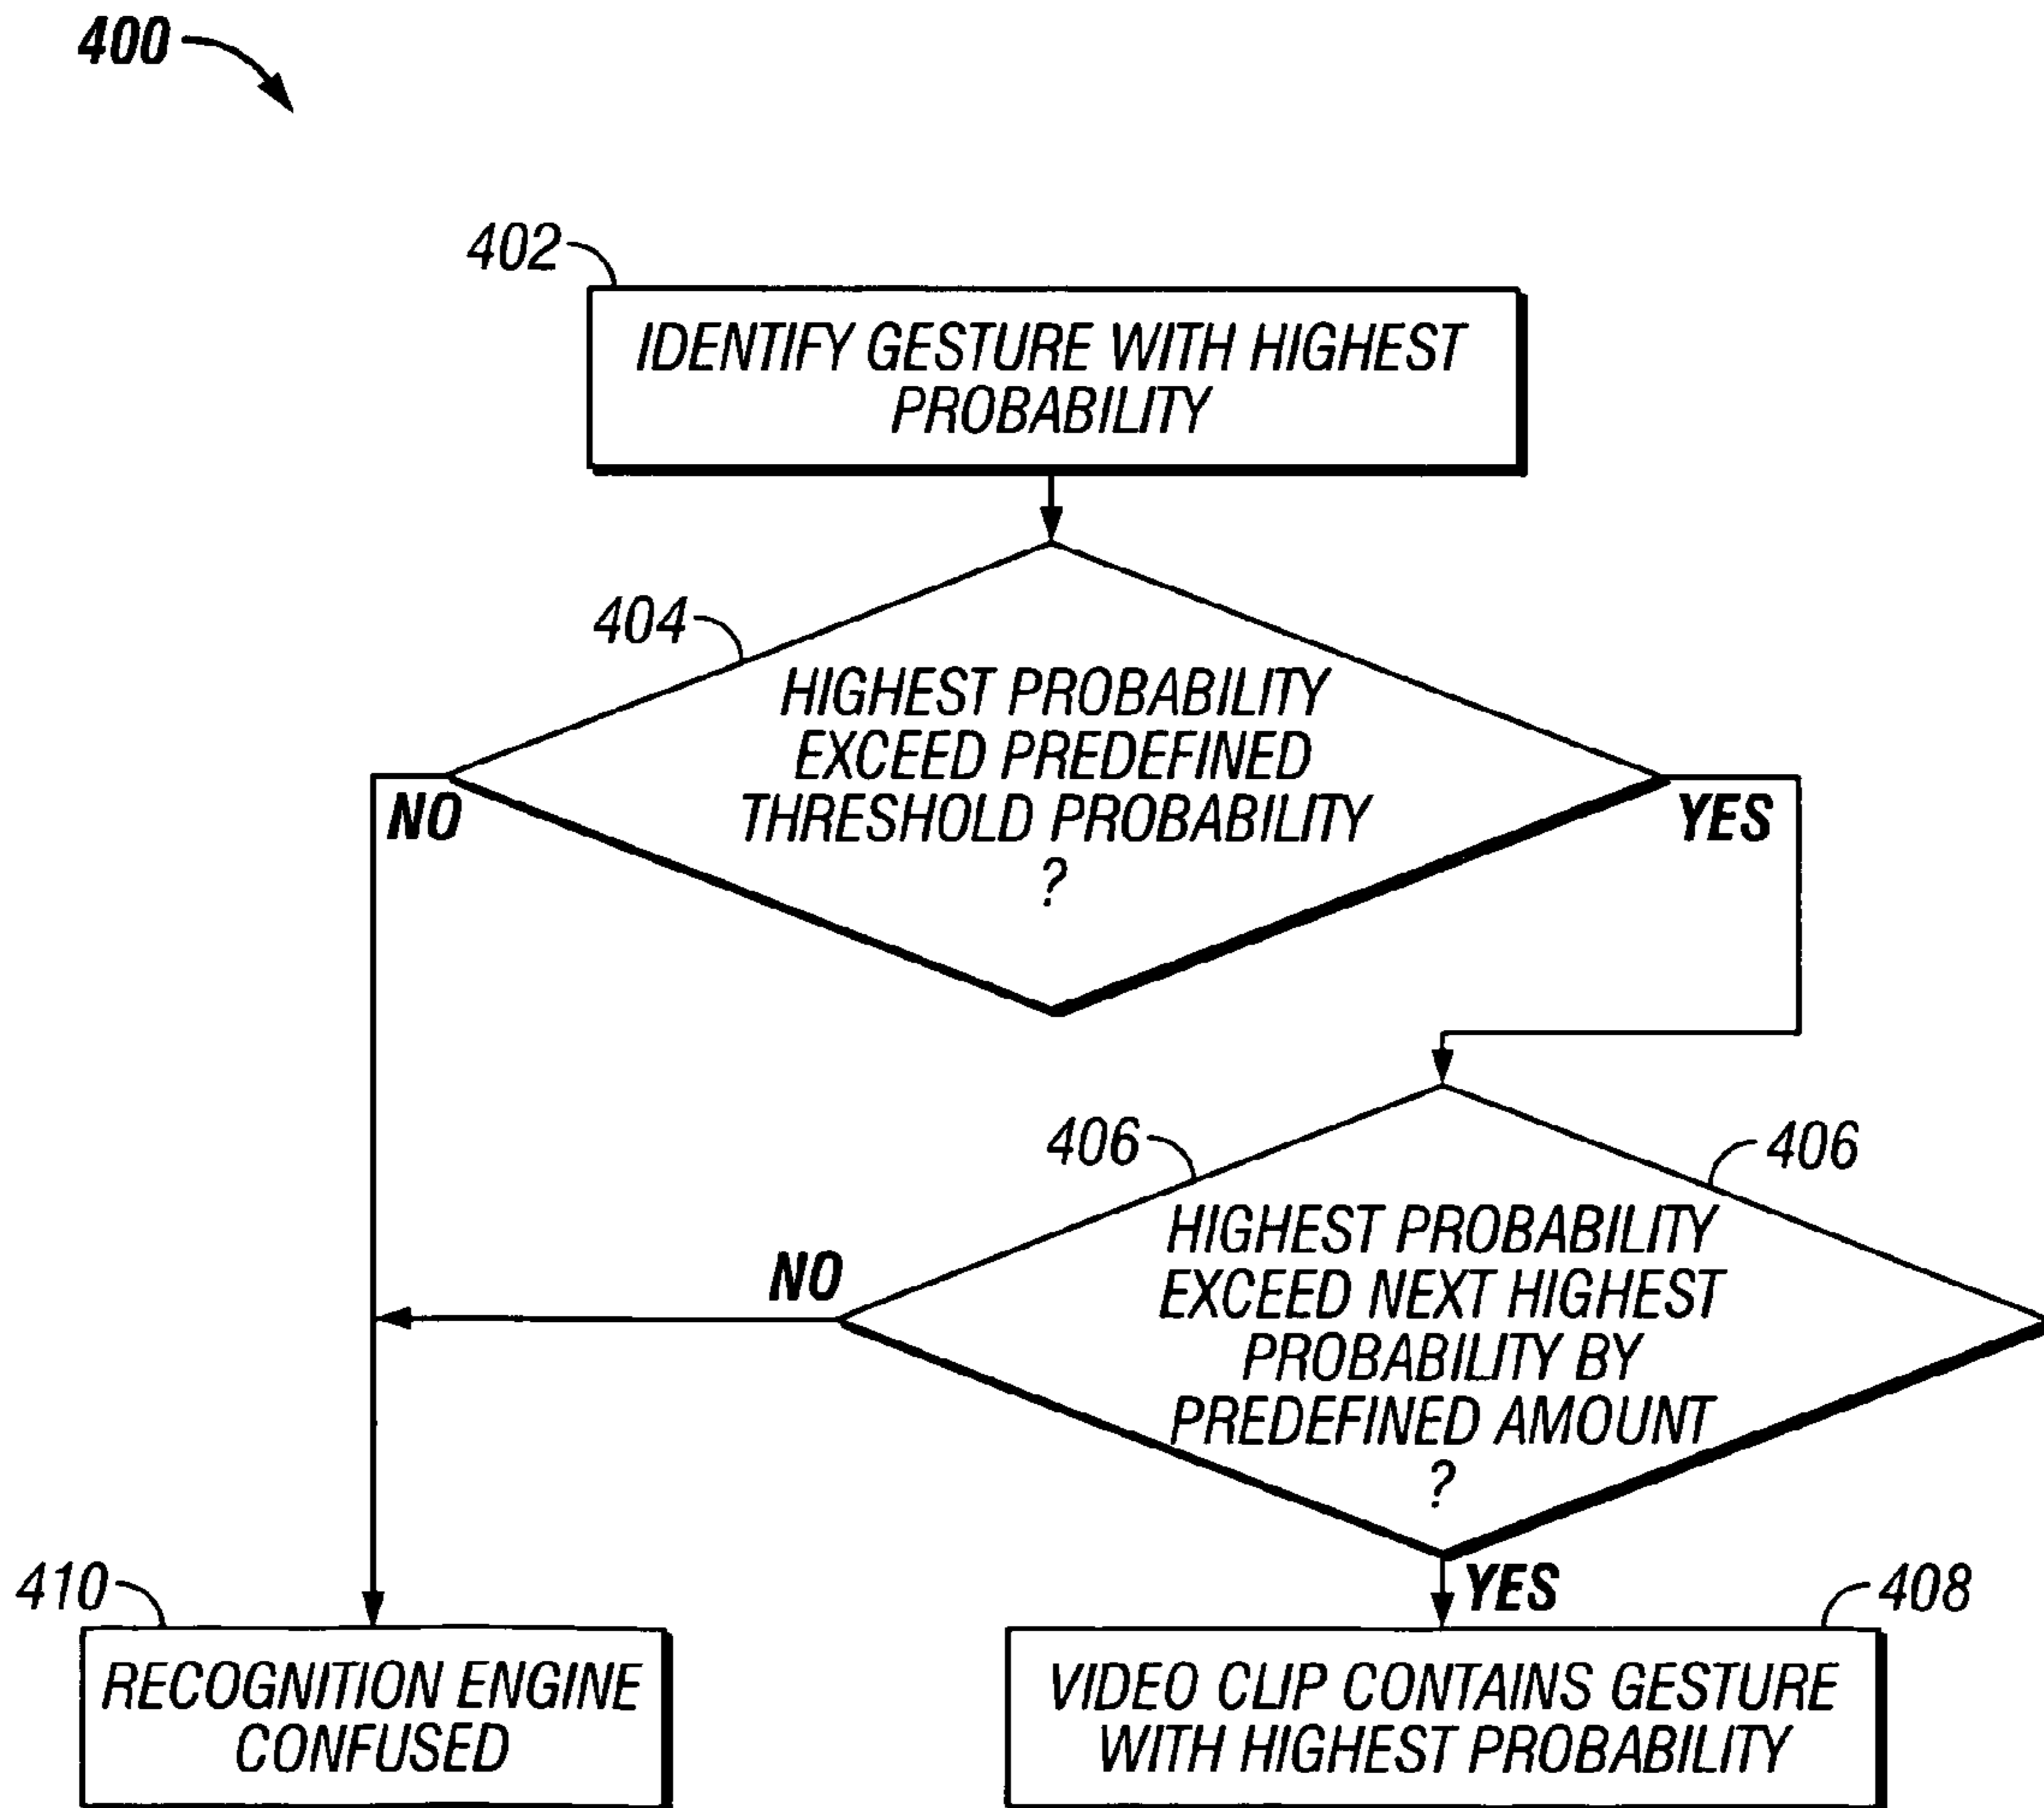 400
402
IDENTIFY GESTURE WITH HIGHEST
PROBABILITY
404
HIGHEST PROBABILITY
EXCEED PREDEFINED
THRESHOLD PROBABILITY
?
NO
YES
406
406
HIGHEST PROBABILITY
EXCEED NEXT HIGHEST
PROBABILITY BY
PREDEFINED AMOUNT
?
NO
YES
410
RECOGNITION ENGINE
CONFUSED
408
VIDEO CLIP CONTAINS GESTURE
WITH HIGHEST PROBABILITY